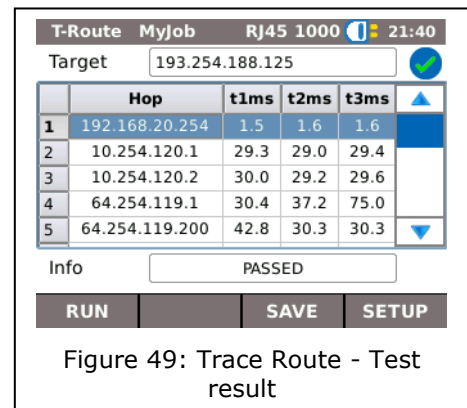 T-Route MyJob RJ45 1000 21:40
Target 193.254.188.125
Hop t1ms t2ms t3ms
1 192.168.20.254 1.5 1.6 1.6
2 10.254.120.1 29.3 29.0 29.4
3 10.254.120.2 30.0 29.2 29.6
4 64.254.119.1 30.4 37.2 75.0
5 64.254.119.200 42.8 30.3 30.3
Info PASSED
RUN SAVE SETUP
Figure 49: Trace Route - Test
result